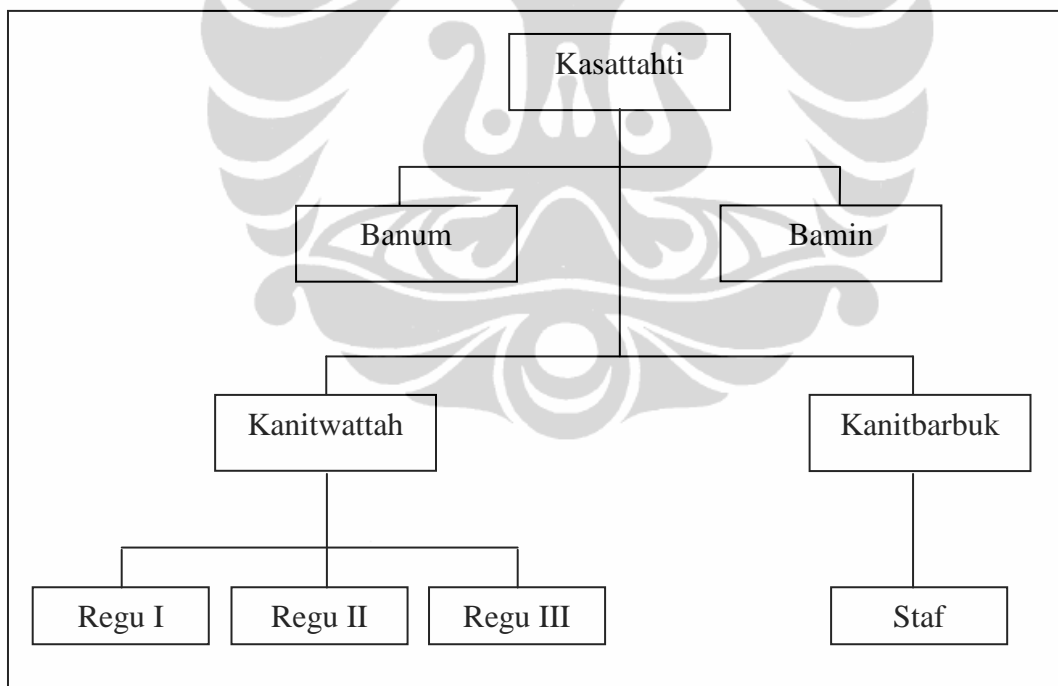 Kasattahti
Banum
Bamin
Kanitwattah
Kanitbarbuk
Regu I
Regu II
Regu III
Staf